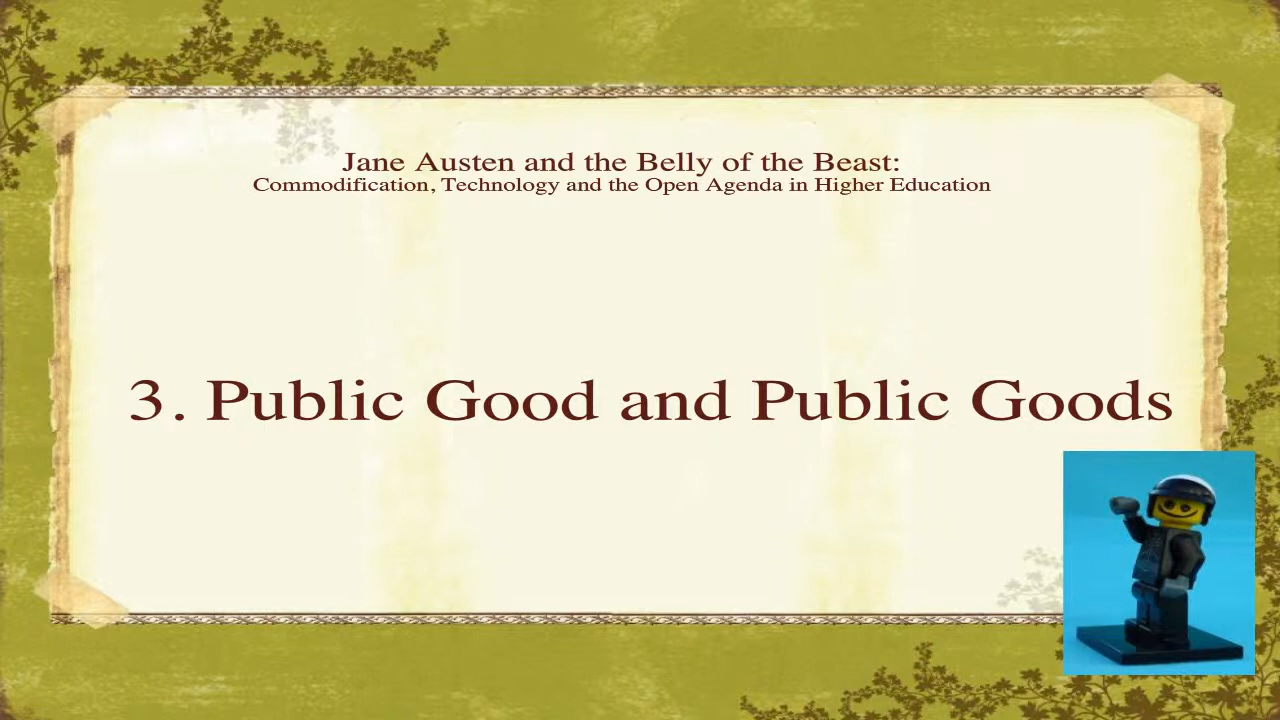 Jane Austen and the Belly of the Beast:
Commodification, Technology and the Open Agenda in Higher Education
3. Public Good and Public Goods